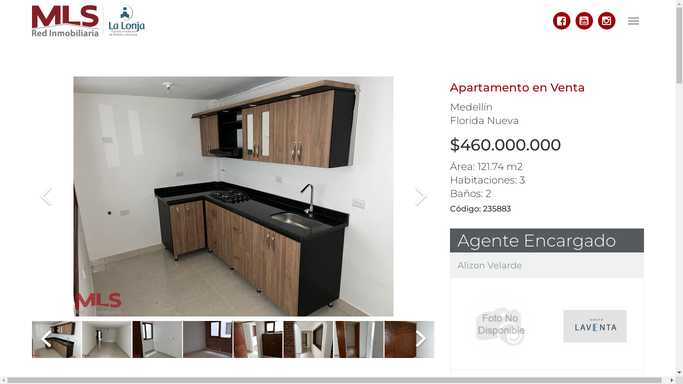 MLS
Red Inmobiliaria
La Lonja
Apartamento en Venta
Medellín
Florida Nueva
$460.000.000
Área: 121.74 m2
Habitaciones: 3
Baños: 2
Código: 235883
Agente Encargado
Alizon Velarde
Foto No
Disponible
LAVENTA
MLS